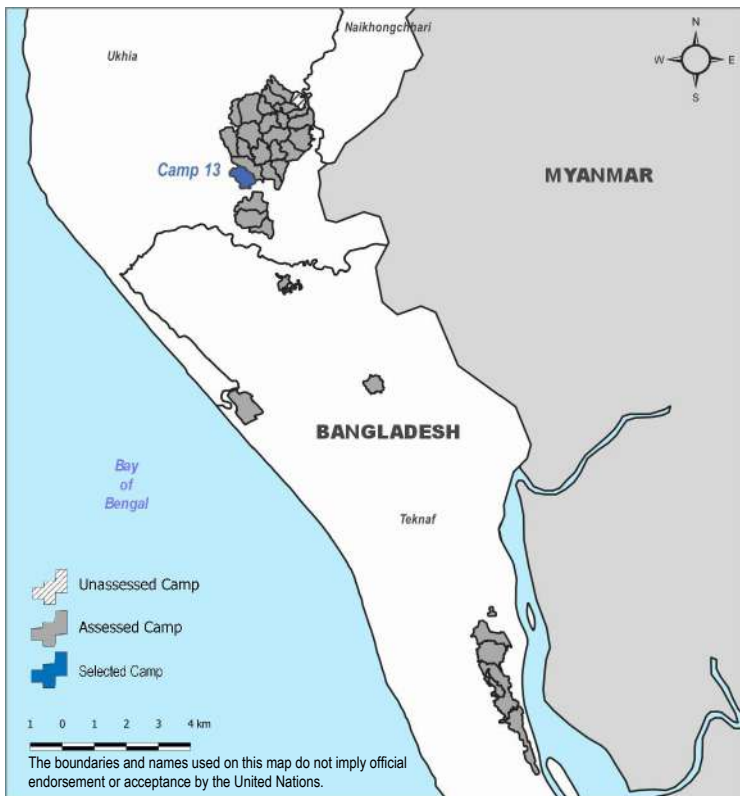 Naikhongchhari
Ukhia
N
W
E
S
Camp 13
MYANMAR
BANGLADESH
Bay
of
Bengal
Teknaf
Unassessed Camp
Assessed Camp
Selected Camp
1 0 1 2 3 4 km
The boundaries and names used on this map do not imply official
endorsement or acceptance by the United Nations.